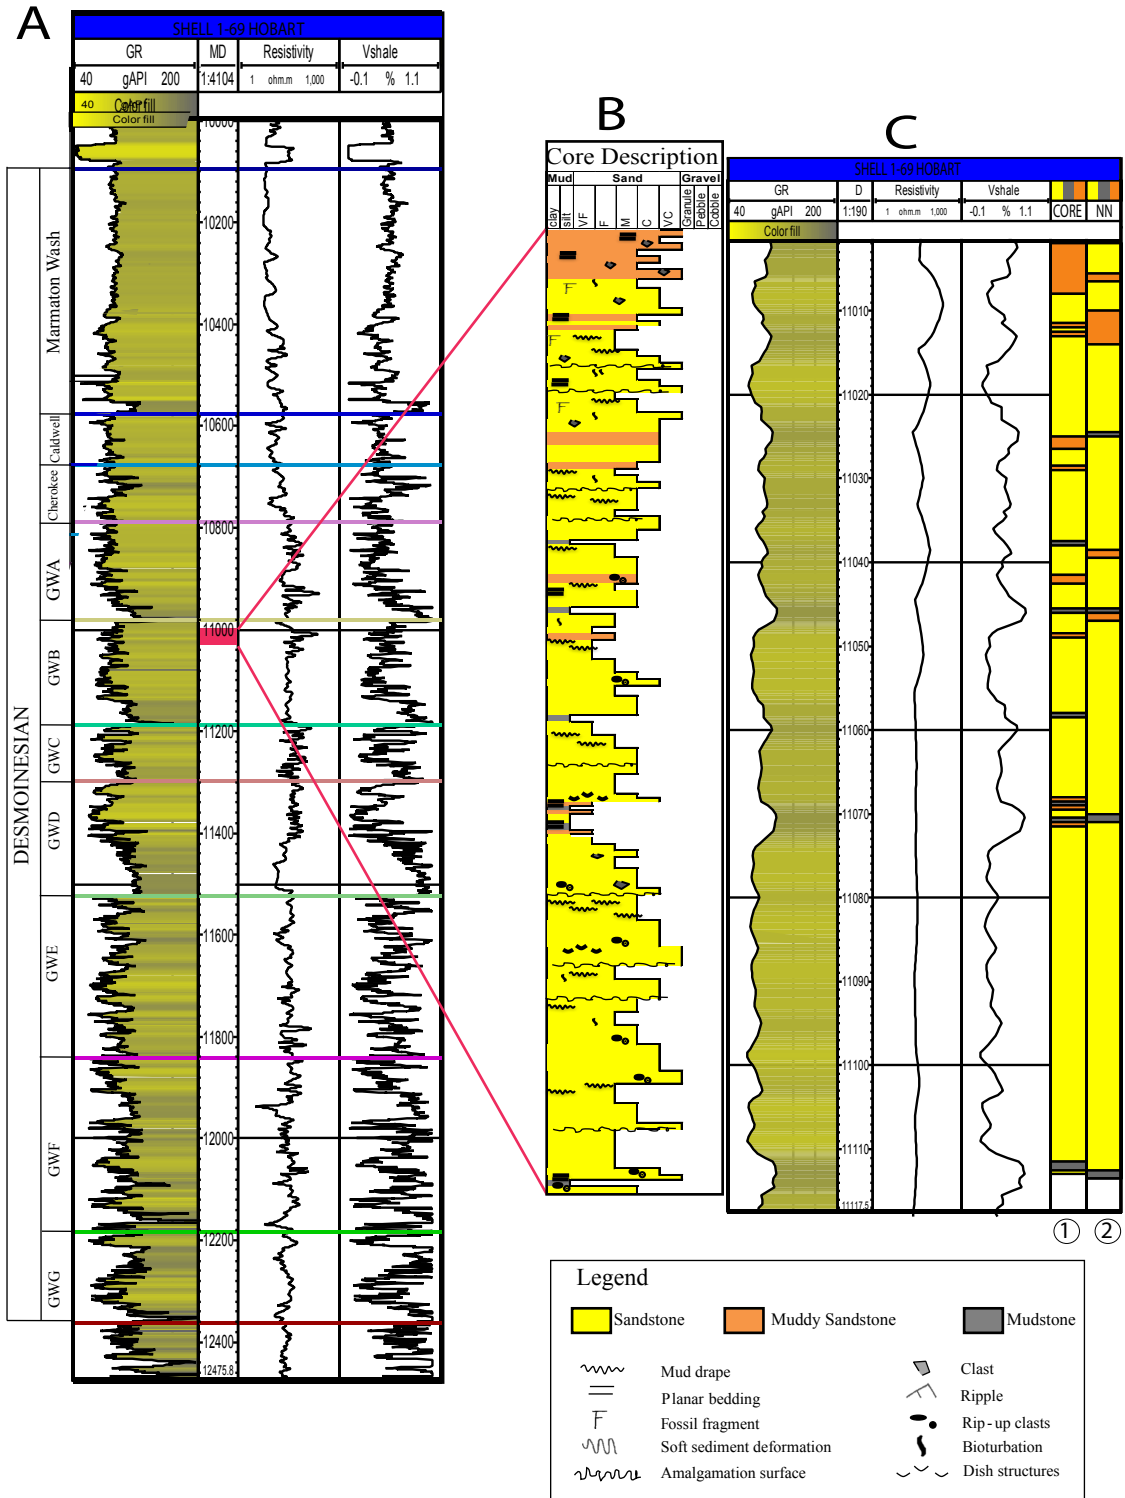 A
SHELL 1-69 HOBART
GR MD Resistivity Vshale
40 gAPI 200 1:4104 1 ohm.m 1,000 -0.1 % 1.1
40 Color fill
Color fill
10000
10200
10400
10600
10800
11000
11200
11400
11600
11800
12000
12200
12400
12475.8
DESMOINESIAN
Marmaton Wash
Caldwell
Cherokee
GWA
GWB
GWC
GWD
GWE
GWF
GWG
B
Core Description
Mud Sand Gravel
clay silt VF F M C VC Granule Pebble Cobble
C
SHELL 1-69 HOBART
GR D Resistivity Vshale
40 gAPI 200 1:190 1 ohm.m 1,000 -0.1 % 1.1 CORE NN
Color fill
11010
11020
11030
11040
11050
11060
11070
11080
11090
11100
11110
11117.5
1 2
Legend
Sandstone Muddy Sandstone Mudstone
Mud drape Clast
Planar bedding Ripple
F Fossil fragment Rip-up clasts
Soft sediment deformation Bioturbation
Amalgamation surface Dish structures